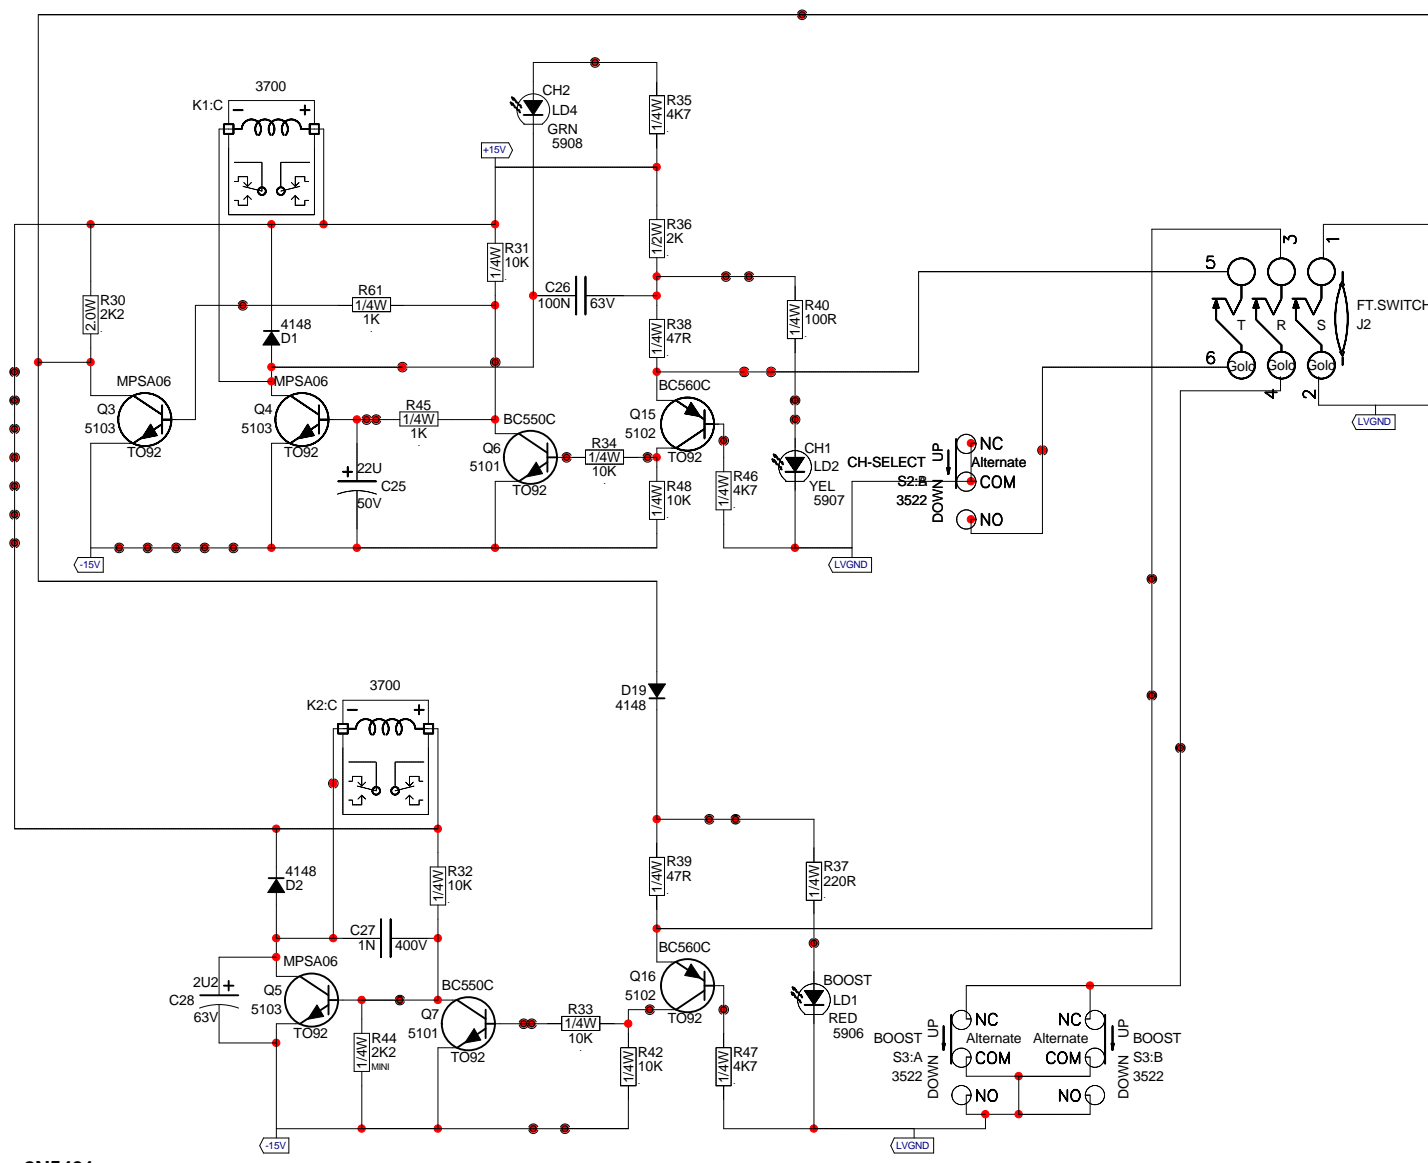 3700
K1:C
- +
CH2
LD4
GRN
5908
R35
4K7
1/4W
+15V
R36
2K
1/2W
R31
10K
1/4W
R61
1/4W
1K
C26
100N 63V
R40
100R
1/4W
R30
2K2
2.0W
4148
D1
R38
47R
1/4W
3
1
5
T R S
FT.SWITCH
J2
6
Gold Gold Gold
4
2
LVGND
MPSA06
Q3
5103
TO92
MPSA06
Q4
5103
TO92
R45
1/4W
1K
BC550C
Q6
5101
TO92
R34
1/4W
10K
BC560C
Q15
5102
TO92
22U
+
C25
50V
R48
10K
1/4W
R46
4K7
1/4W
CH1
LD2
YEL
5907
CH-SELECT
S2:B
3522
UP
DOWN
NC
Alternate
COM
NO
-15V
LVGND
D19
4148
3700
K2:C
- +
4148
D2
R32
10K
1/4W
R39
47R
1/4W
R37
220R
1/4W
C27
1N 400V
2U2
+
C28
63V
MPSA06
Q5
5103
TO92
R44
2K2
MINI
1/4W
BC550C
Q7
5101
TO92
R33
1/4W
10K
BC560C
Q16
5102
TO92
R42
10K
1/4W
R47
4K7
1/4W
BOOST
LD1
RED
5906
BOOST
S3:A
3522
UP
DOWN
NC
Alternate
COM
NO
NC
Alternate
COM
NO
UP
DOWN
BOOST
S3:B
3522
-15V
LVGND